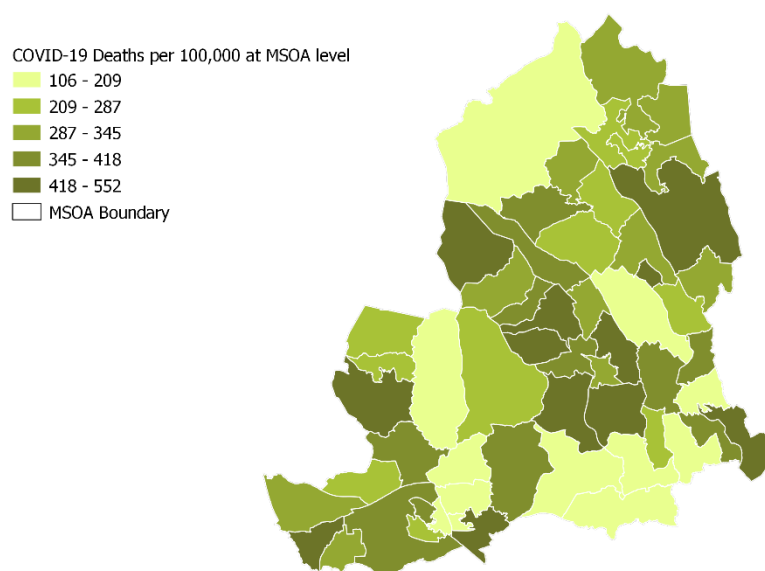 COVID-19 Deaths per 100,000 at MSOA level
106 - 209
209 - 287
287 - 345
345 - 418
418 - 552
MSOA Boundary